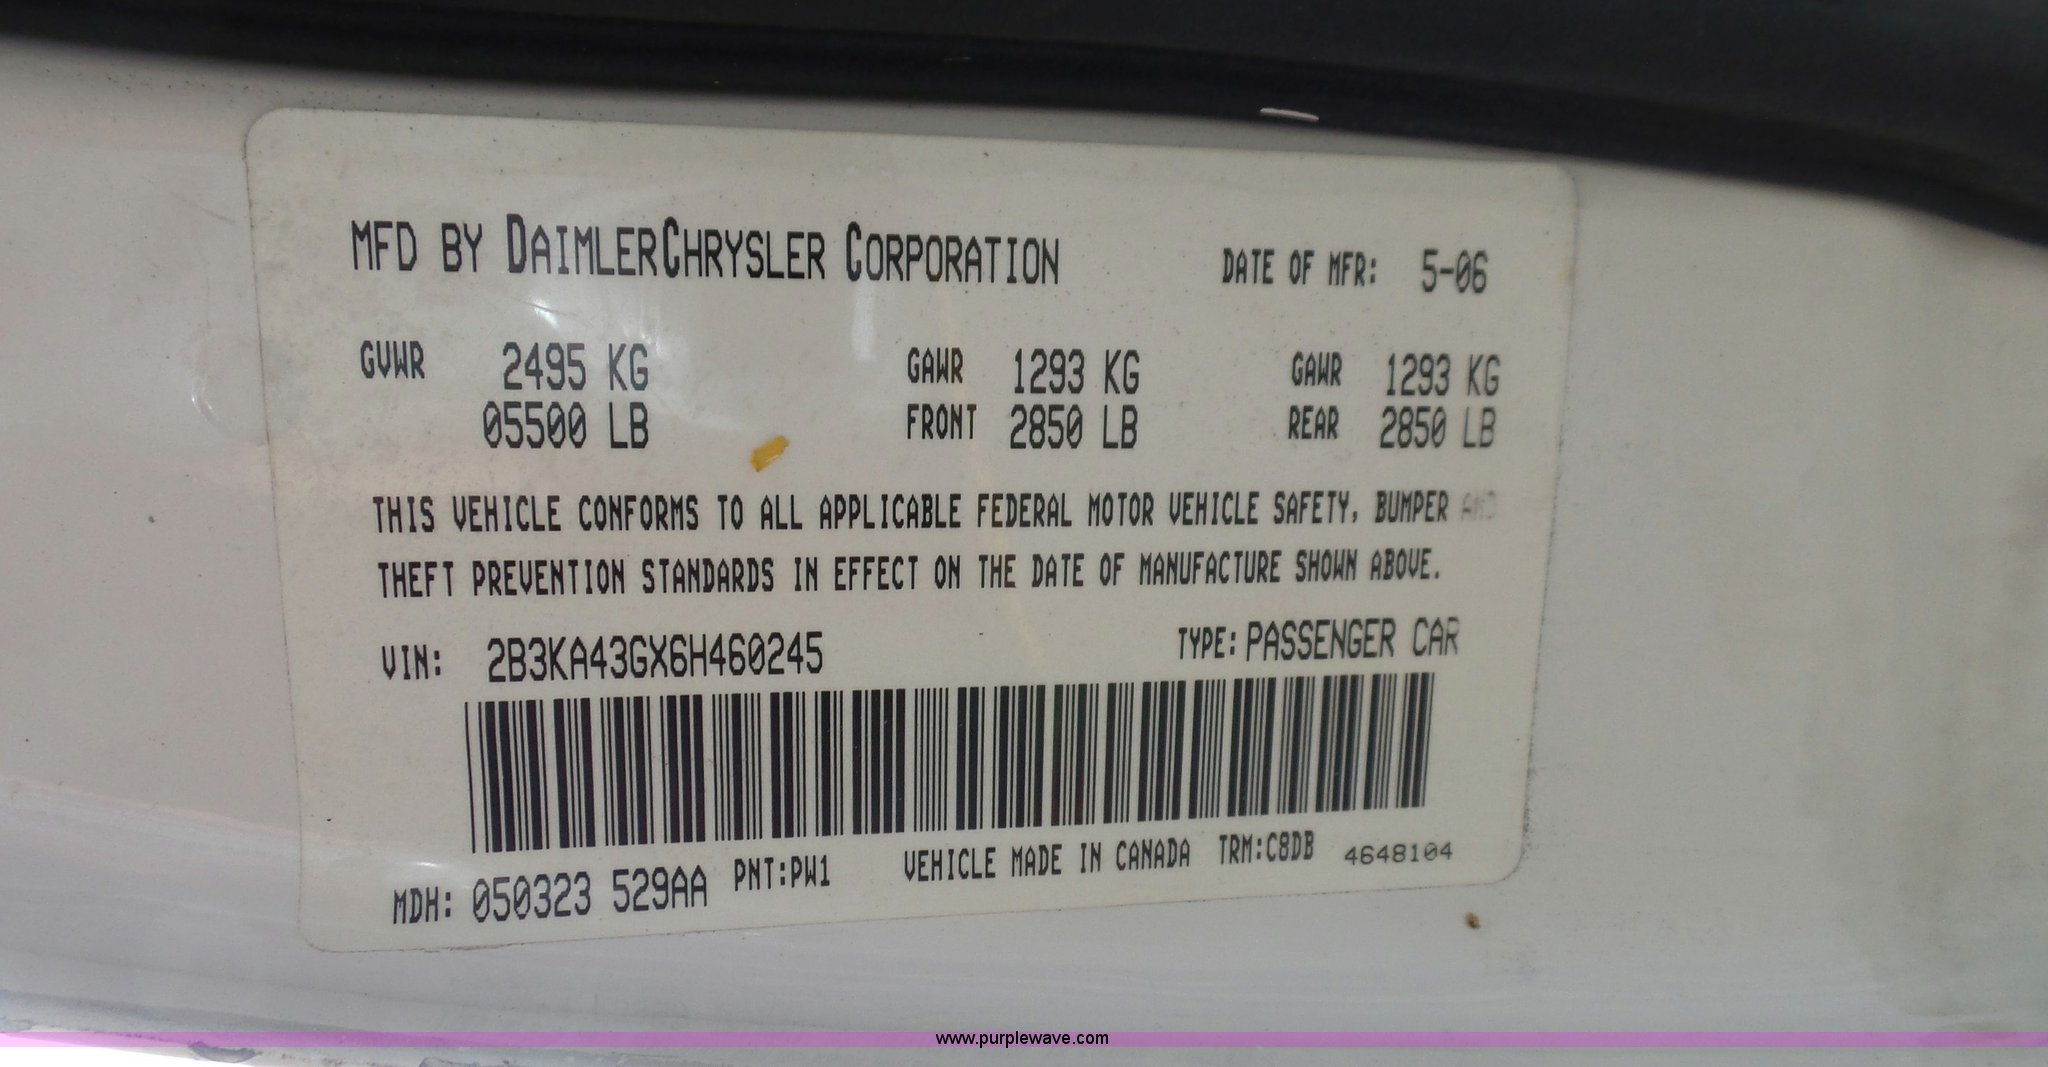 MFD BY DAIMLERCHRYSLER CORPORATION DATE OF MFR: 5-06
GVWR 2495 KG GAWR 1293 KG GAWR 1293 KG
05500 LB FRONT 2850 LB REAR 2850 LB
THIS VEHICLE CONFORMS TO ALL APPLICABLE FEDERAL MOTOR VEHICLE SAFETY, BUMPER AND
THEFT PREVENTION STANDARDS IN EFFECT ON THE DATE OF MANUFACTURE SHOWN ABOVE.
VIN: 2B3KA43GX6H460245 TYPE: PASSENGER CAR
MDH: 050323 529AA PNT:PW1 VEHICLE MADE IN CANADA TRM:C8DB 4648104
www.purplewave.com